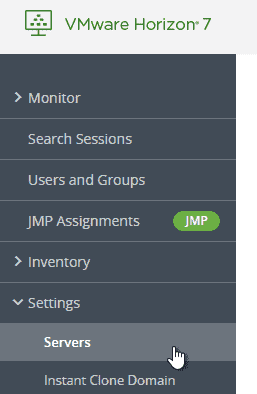 VMware Horizon® 7
Monitor
Search Sessions
Users and Groups
JMP Assignments JMP
Inventory
Settings
Servers
Instant Clone Domain